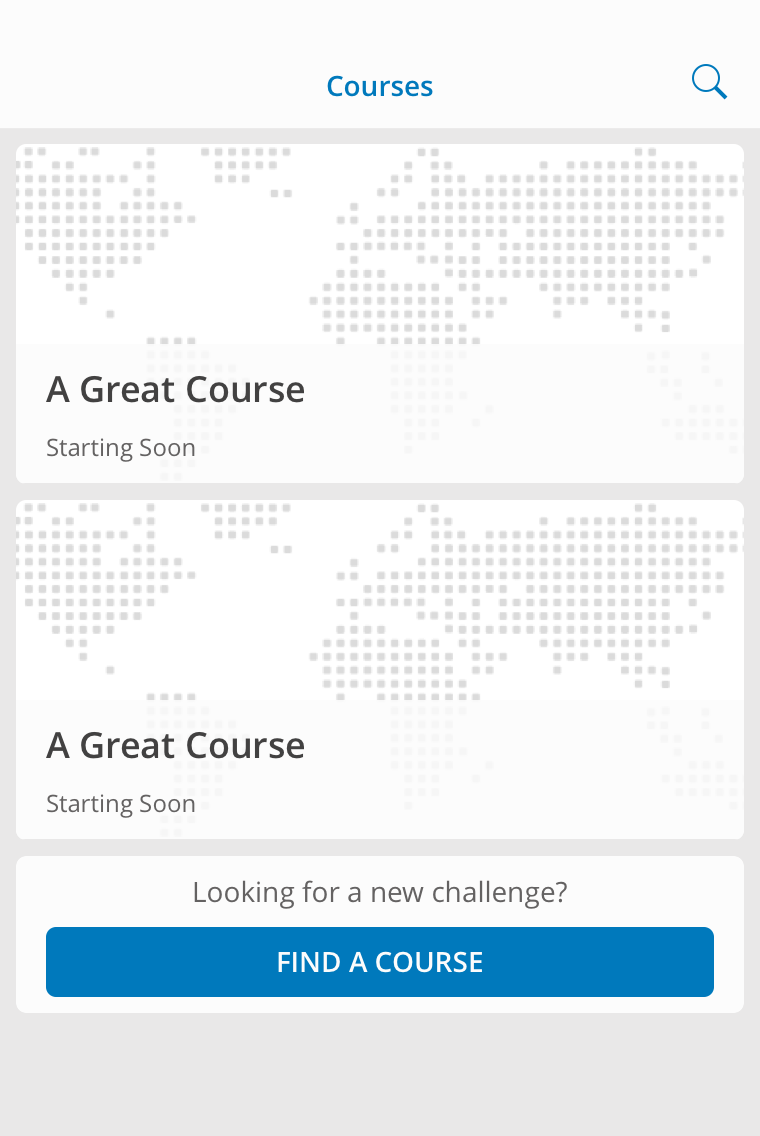 Courses
A Great Course
Starting Soon
A Great Course
Starting Soon
Looking for a new challenge?
FIND A COURSE